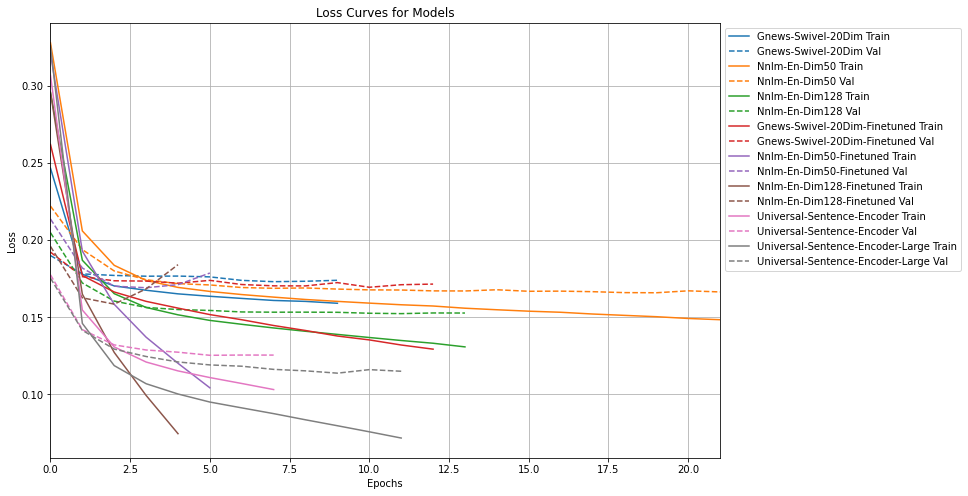 Loss Curves for Models
Loss
0.30
0.25
0.20
0.15
0.10
0.0
2.5
5.0
7.5
10.0
12.5
15.0
17.5
20.0
Epochs
Gnews-Swivel-20Dim Train
Gnews-Swivel-20Dim Val
Nnlm-En-Dim50 Train
Nnlm-En-Dim50 Val
Nnlm-En-Dim128 Train
Nnlm-En-Dim128 Val
Gnews-Swivel-20Dim-Finetuned Train
Gnews-Swivel-20Dim-Finetuned Val
Nnlm-En-Dim50-Finetuned Train
Nnlm-En-Dim50-Finetuned Val
Nnlm-En-Dim128-Finetuned Train
Nnlm-En-Dim128-Finetuned Val
Universal-Sentence-Encoder Train
Universal-Sentence-Encoder Val
Universal-Sentence-Encoder-Large Train
Universal-Sentence-Encoder-Large Val